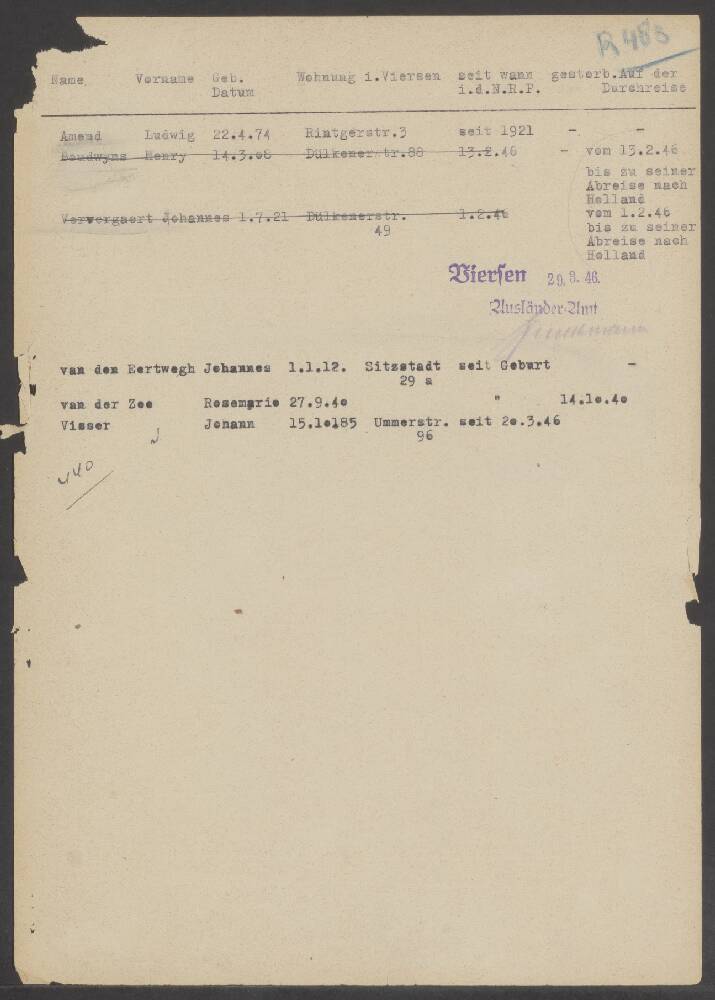 R 483
Name Vorname Geb. Wohnung i.Viersen seit wann gestorb. Auf der
Datum i.d.N.R.P. Durchreise
Amend Ludwig 22.4.74 Rintgerstr.3 seit 1921 -. -
Boudwyns Henry 14.3.08 Dülkenerstr.88 13.2.46 - vom 13.2.46
bis zu seiner
Abreise nach
Holland
Vervorgaert Johannes 1.7.21 Dülkenerstr. 1.2.46 vom 1.2.46
49 bis zu seiner
Abreise nach
Holland
Viersen 29. 8. 46.
Ausländer-Amt
van den Eertwegh Johannes 1.1.12. Sitzstadt seit Geburt -
29 a
van der Zee Rosemarie 27.9.40 " 14.10.40
Visser Johann 15.10185 Ummerstr. seit 20.3.46
96